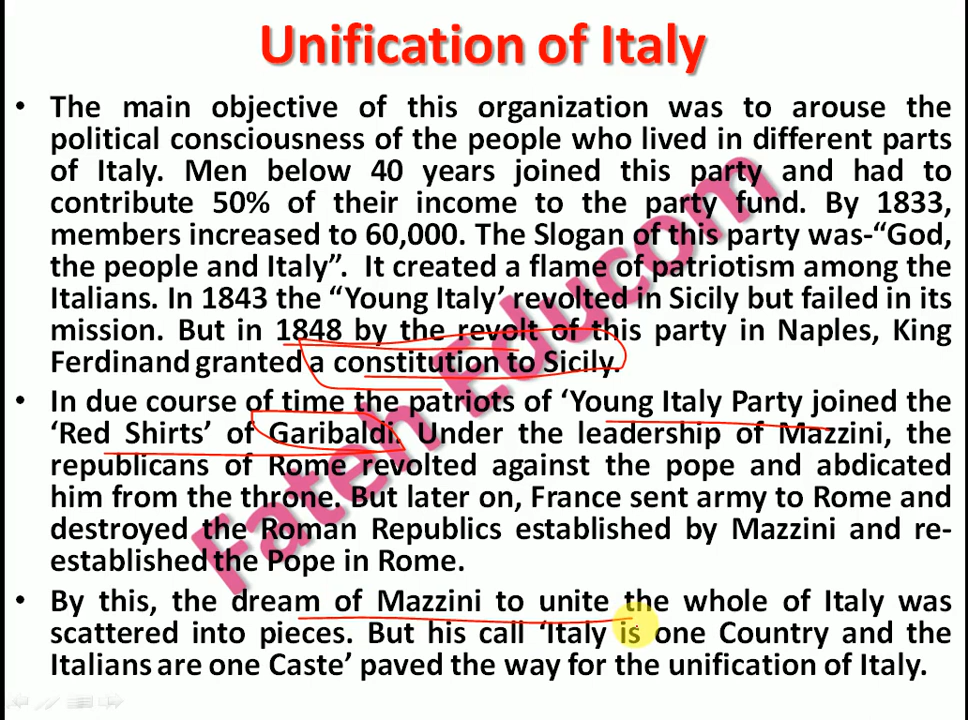 Unification of Italy
• The main objective of this organization was to arouse the
political consciousness of the people who lived in different parts
of Italy. Men below 40 years joined this party and had to
contribute 50% of their income to the party fund. By 1833,
members increased to 60,000. The Slogan of this party was-“God,
the people and Italy”. It created a flame of patriotism among the
Italians. In 1843 the “Young Italy’ revolted in Sicily but failed in its
mission. But in 1848 by the revolt of this party in Naples, King
Ferdinand granted a constitution to Sicily.
• In due course of time the patriots of ‘Young Italy Party joined the
‘Red Shirts’ of Garibaldi. Under the leadership of Mazzini, the
republicans of Rome revolted against the pope and abdicated
him from the throne. But later on, France sent army to Rome and
destroyed the Roman Republics established by Mazzini and re-
established the Pope in Rome.
• By this, the dream of Mazzini to unite the whole of Italy was
scattered into pieces. But his call ‘Italy is one Country and the
Italians are one Caste’ paved the way for the unification of Italy.
Fateh Educom